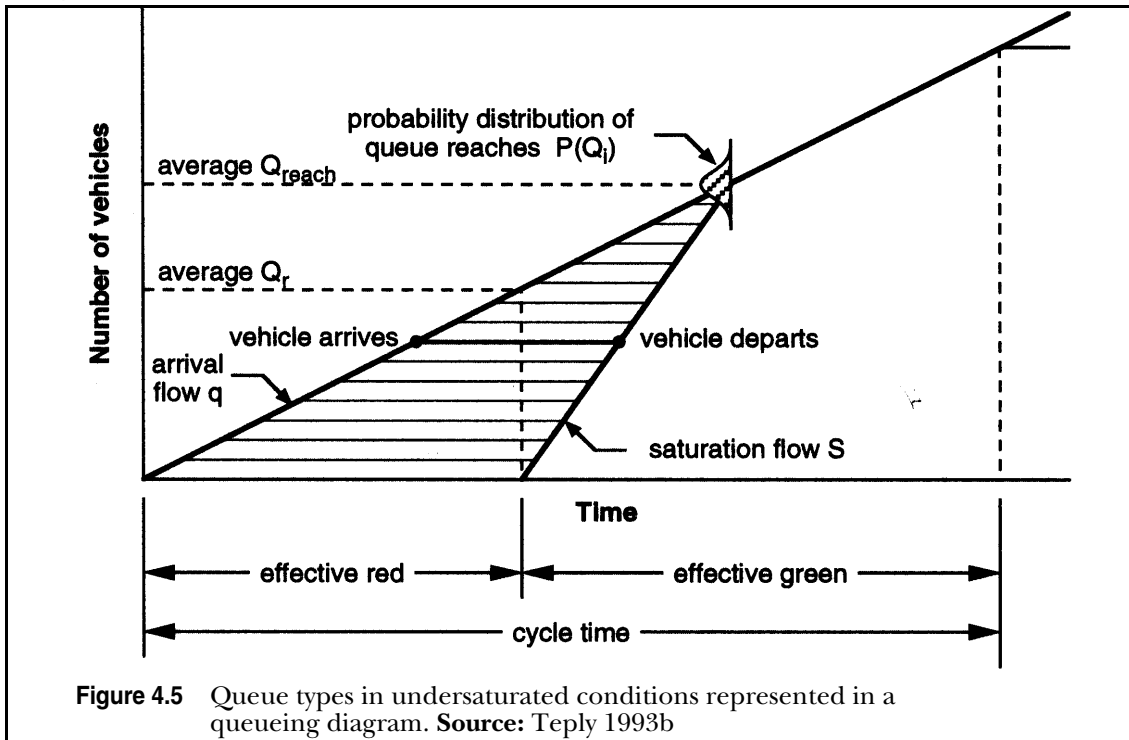 probability distribution of
queue reaches P(Qi)
average Qreach
average Qr
vehicle arrives
vehicle departs
arrival
flow q
saturation flow S
Number of vehicles
Time
effective red
effective green
cycle time
Figure 4.5 Queue types in undersaturated conditions represented in a
queueing diagram. Source: Teply 1993b